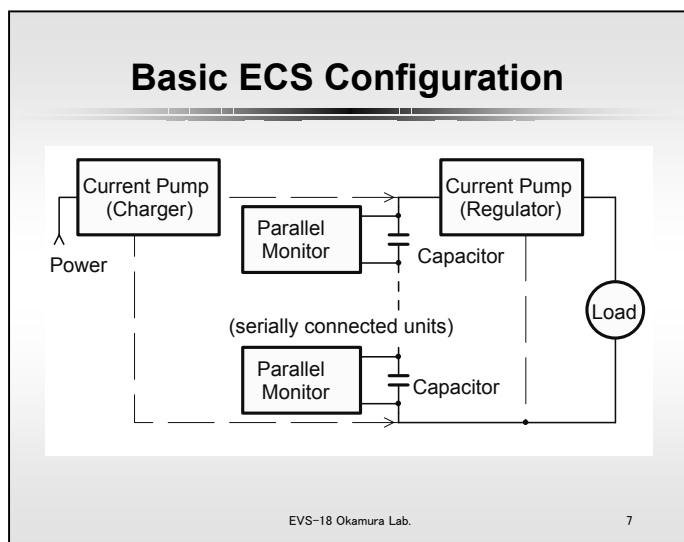 Basic ECS Configuration
Current Pump
(Charger)
Current Pump
(Regulator)
Parallel
Monitor
Capacitor
Power
Load
(serially connected units)
Parallel
Monitor
Capacitor
EVS-18 Okamura Lab.
7